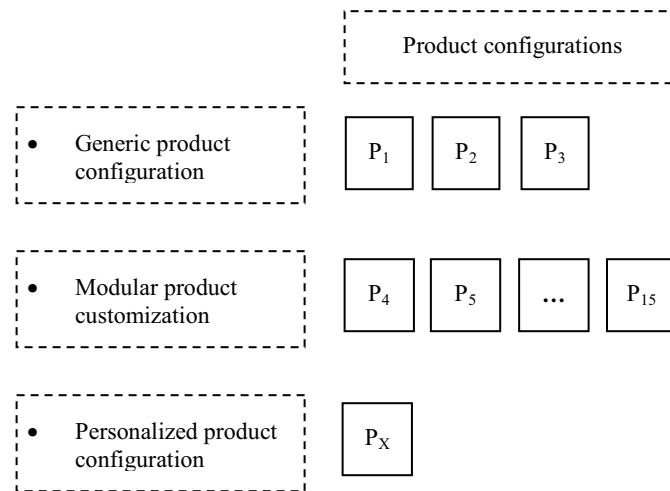 Product configurations
• Generic product
configuration
P1 P2 P3
• Modular product
customization
P4 P5 ... P15
• Personalized product
configuration
PX